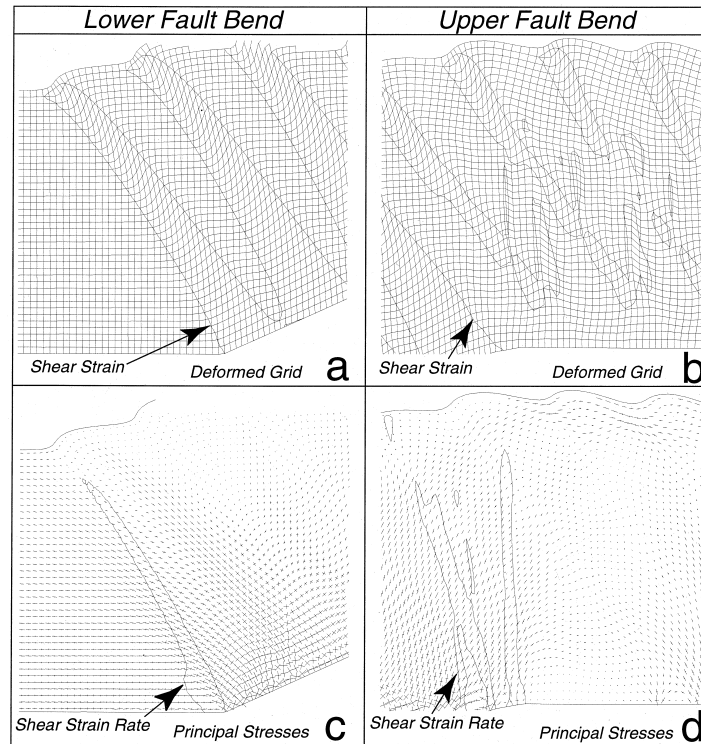 Lower Fault Bend
Upper Fault Bend
Shear Strain
Deformed Grid
a
Shear Strain
Deformed Grid
b
Shear Strain Rate
Principal Stresses
c
Shear Strain Rate
Principal Stresses
d